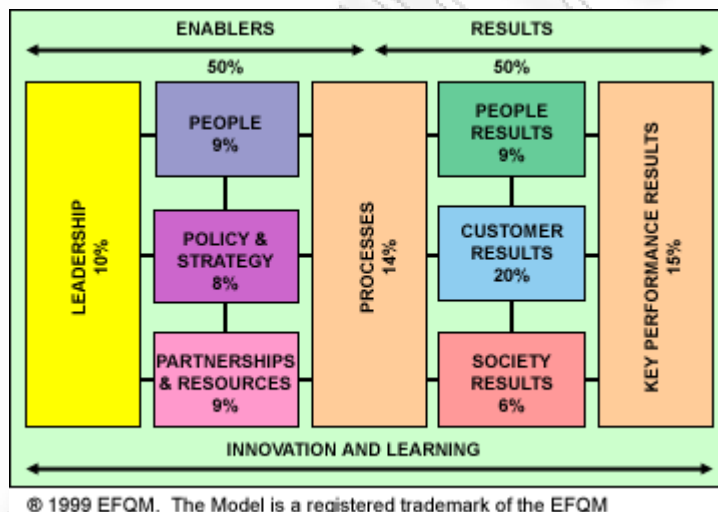 ENABLERS
RESULTS
50%
50%
LEADERSHIP
10%
PEOPLE
9%
POLICY &
STRATEGY
8%
PARTNERSHIPS
& RESOURCES
9%
PROCESSES
14%
PEOPLE
RESULTS
9%
CUSTOMER
RESULTS
20%
SOCIETY
RESULTS
6%
KEY PERFORMANCE RESULTS
15%
INNOVATION AND LEARNING
® 1999 EFQM. The Model is a registered trademark of the EFQM